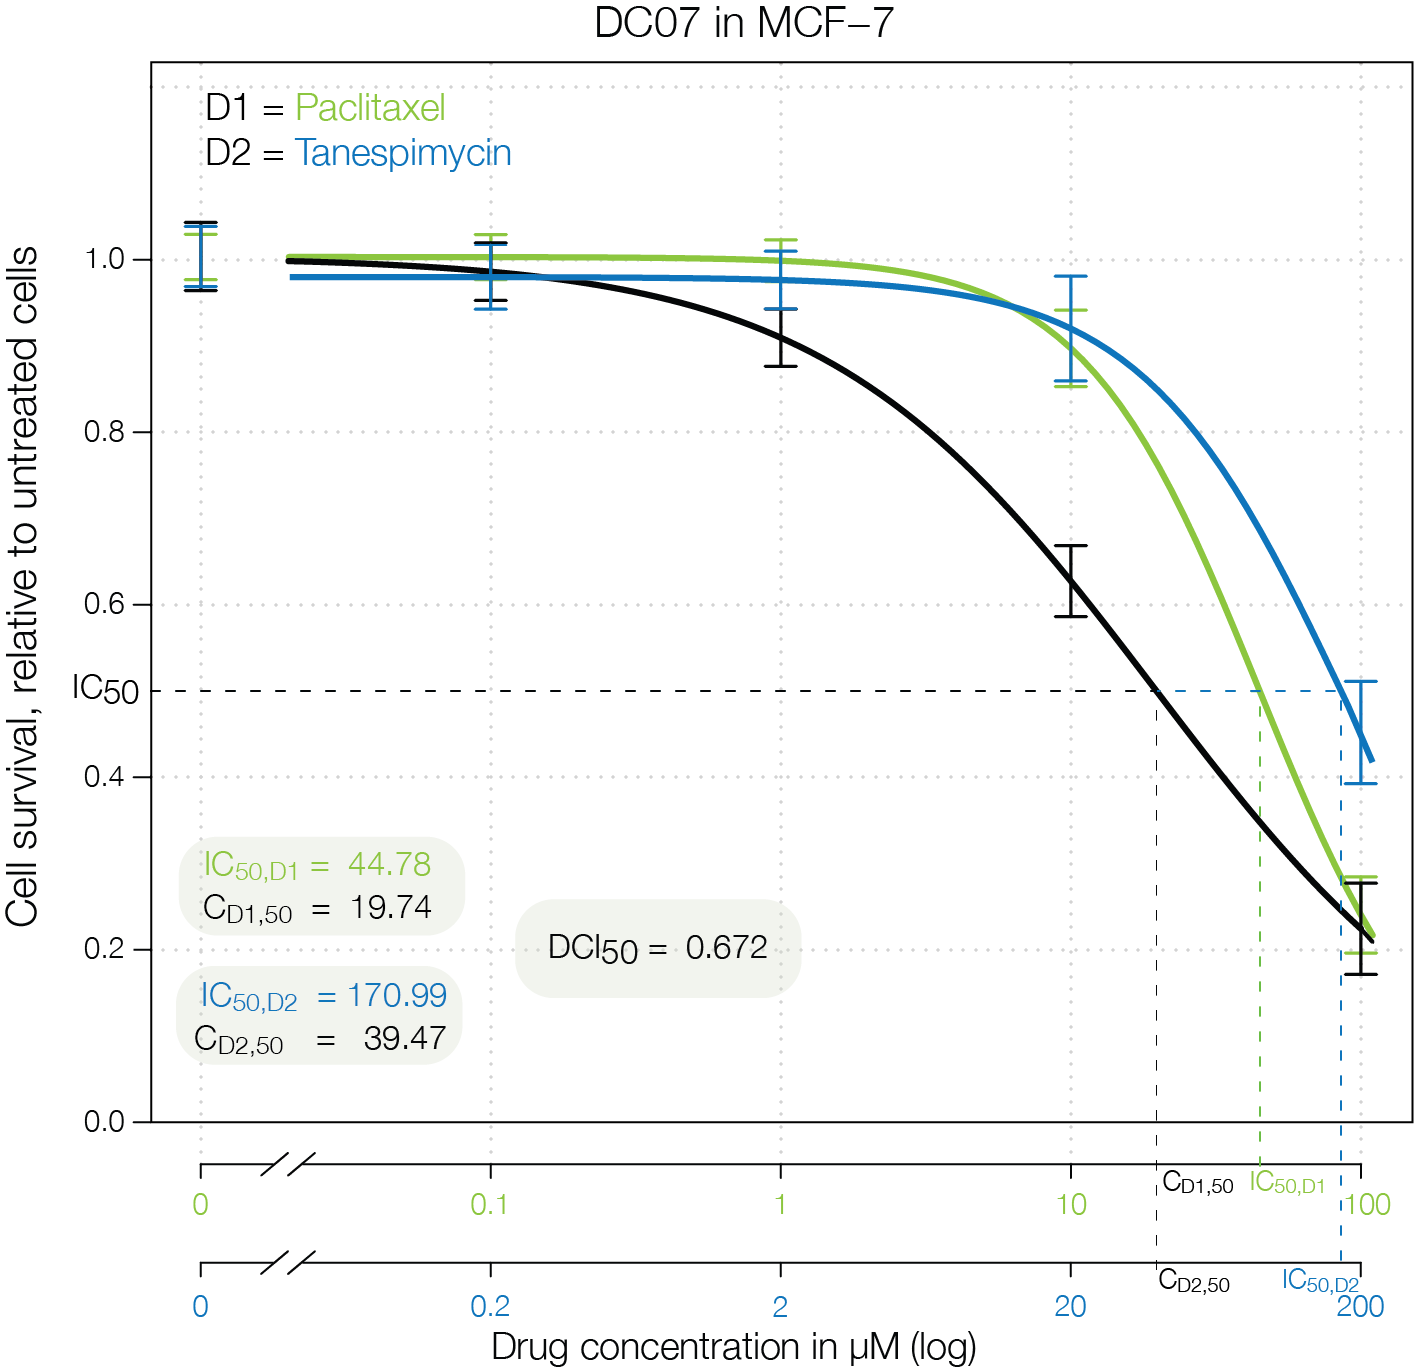 DC07 in MCF–7
D1 = Paclitaxel
D2 = Tanespimycin
Cell survival, relative to untreated cells
1.0
0.8
0.6
IC50
0.4
0.2
0.0
IC50,D1 = 44.78
CD1,50 = 19.74
DCI50 = 0.672
IC50,D2 = 170.99
CD2,50 = 39.47
CD1,50 IC50,D1
0 0.1 1 10 100
CD2,50 IC50,D2
0 0.2 2 20 200
Drug concentration in µM (log)